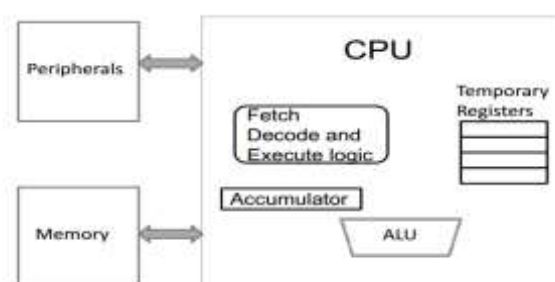 CPU
Peripherals
Temporary
Registers
Fetch
Decode and
Execute logic
Accumulator
Memory
ALU